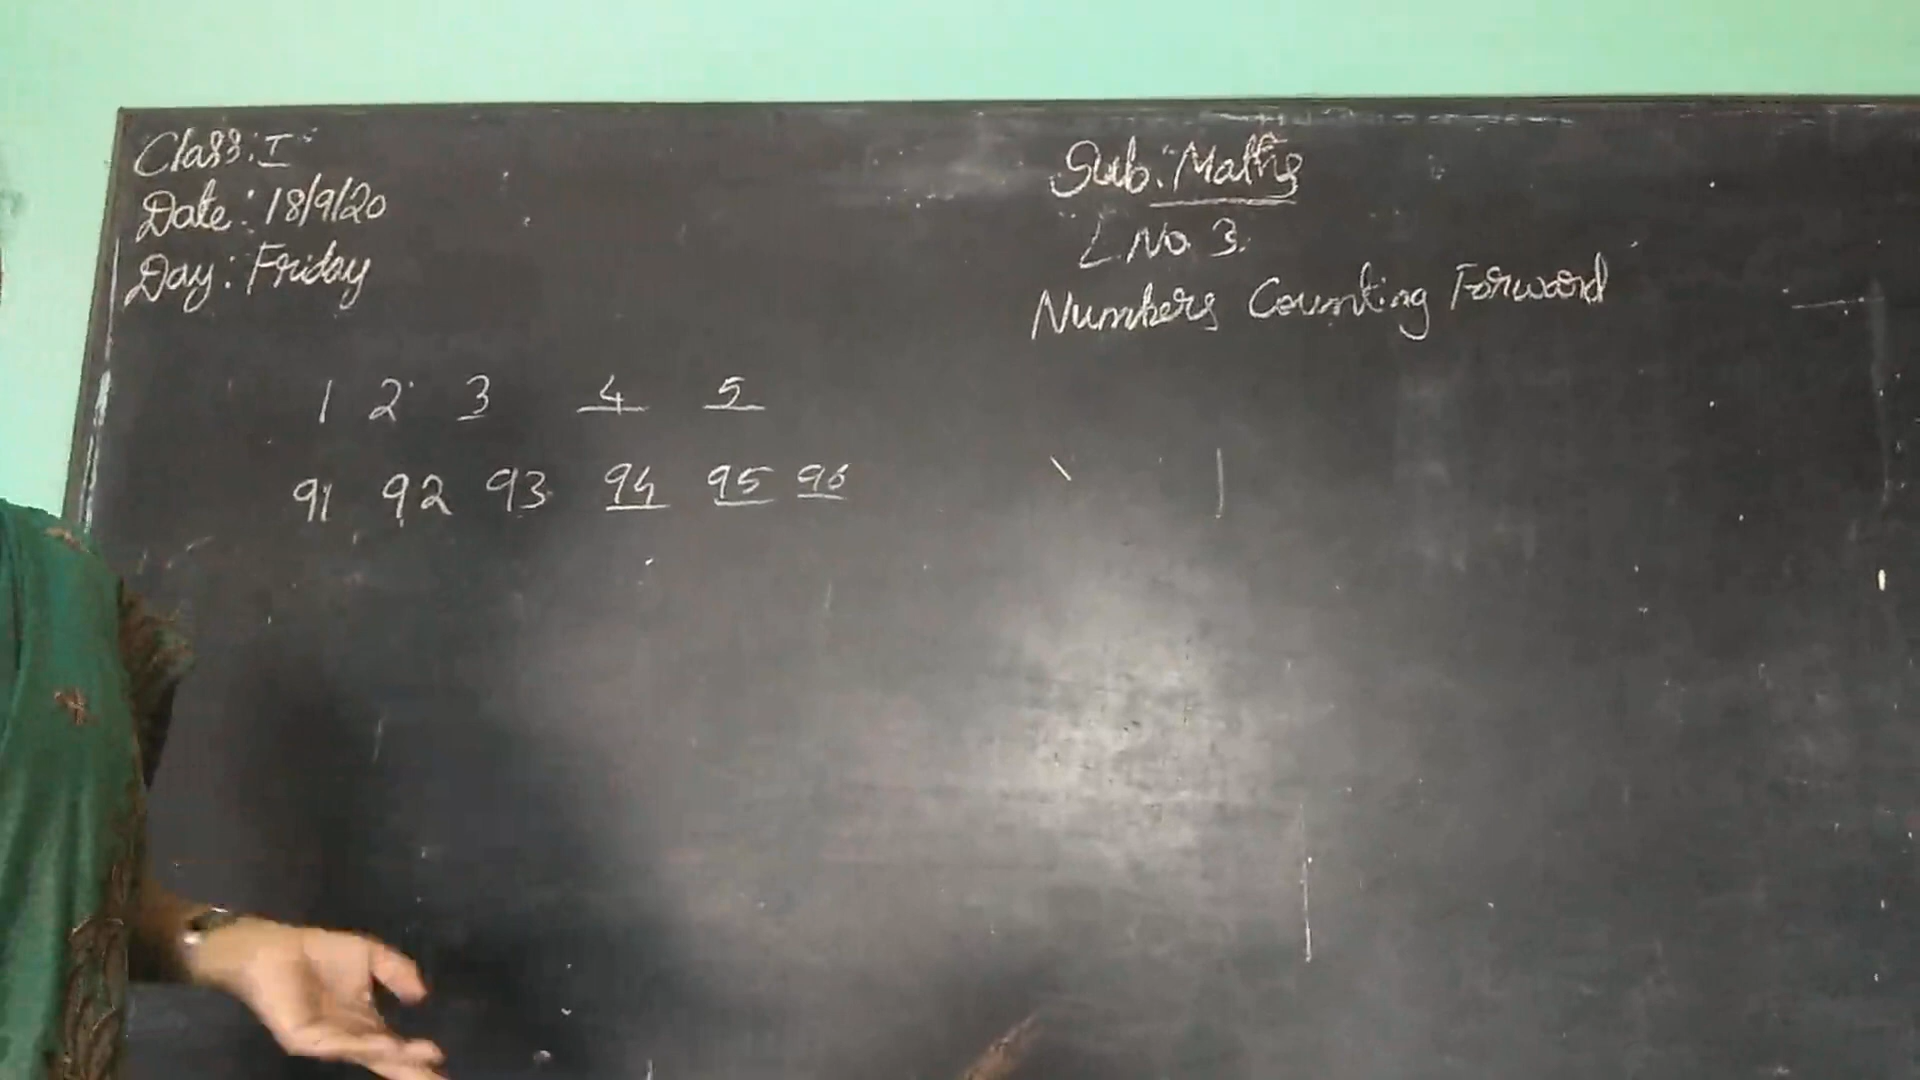 Class: I
Date: 18/9/20
Day: Friday
Sub: Maths
L No. 3.
Numbers Counting Forward
1 2 3 4 5
91 92 93 94 95 96